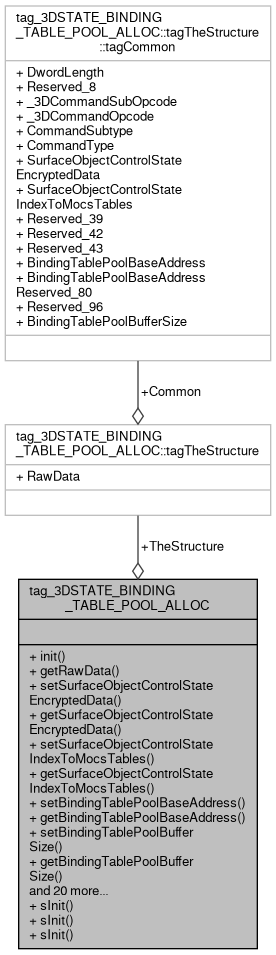 tag_3DSTATE_BINDING
_TABLE_POOL_ALLOC::tagTheStructure
::tagCommon
+ DwordLength
+ Reserved_8
+ _3DCommandSubOpcode
+ _3DCommandOpcode
+ CommandSubtype
+ CommandType
+ SurfaceObjectControlState
EncryptedData
+ SurfaceObjectControlState
IndexToMocsTables
+ Reserved_39
+ Reserved_42
+ Reserved_43
+ BindingTablePoolBaseAddress
+ BindingTablePoolBaseAddress
Reserved_80
+ Reserved_96
+ BindingTablePoolBufferSize
+Common
tag_3DSTATE_BINDING
_TABLE_POOL_ALLOC::tagTheStructure
+ RawData
+TheStructure
tag_3DSTATE_BINDING
_TABLE_POOL_ALLOC
+ init()
+ getRawData()
+ setSurfaceObjectControlState
EncryptedData()
+ getSurfaceObjectControlState
EncryptedData()
+ setSurfaceObjectControlState
IndexToMocsTables()
+ getSurfaceObjectControlState
IndexToMocsTables()
+ setBindingTablePoolBaseAddress()
+ getBindingTablePoolBaseAddress()
+ setBindingTablePoolBuffer
Size()
+ getBindingTablePoolBuffer
Size()
and 20 more...
+ sInit()
+ sInit()
+ sInit()